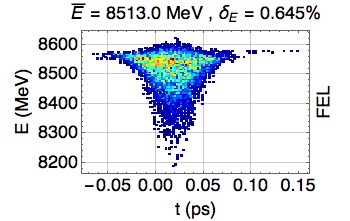 E̅ = 8513.0 MeV , δ_E = 0.645%
8600
8500
8400
8300
8200
E (MeV)
FEL
−0.05 0.00 0.05 0.10 0.15
t (ps)